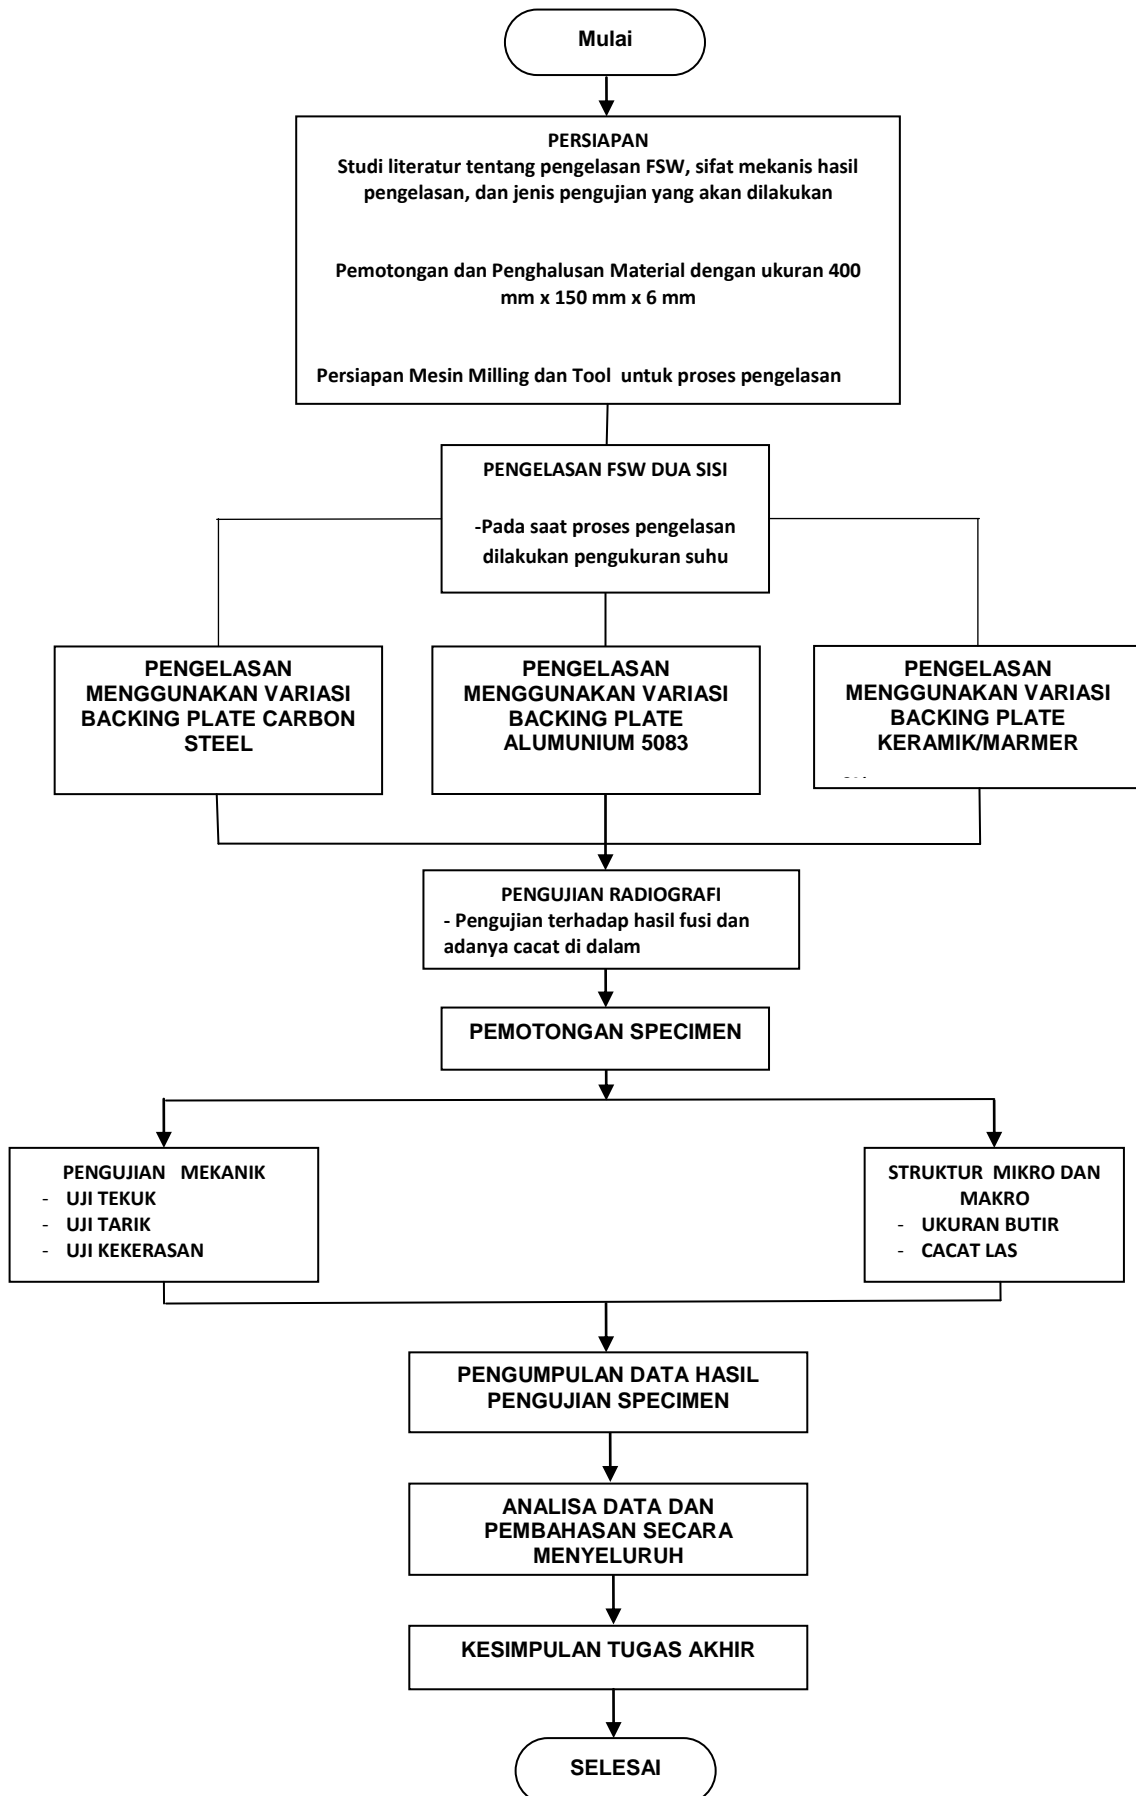 Mulai
PERSIAPAN
Studi literatur tentang pengelasan FSW, sifat mekanis hasil
pengelasan, dan jenis pengujian yang akan dilakukan
Pemotongan dan Penghalusan Material dengan ukuran 400
mm x 150 mm x 6 mm
Persiapan Mesin Milling dan Tool untuk proses pengelasan
PENGELASAN FSW DUA SISI
-Pada saat proses pengelasan
dilakukan pengukuran suhu
PENGELASAN
MENGGUNAKAN VARIASI
BACKING PLATE CARBON
STEEL
PENGELASAN
MENGGUNAKAN VARIASI
BACKING PLATE
ALUMUNIUM 5083
PENGELASAN
MENGGUNAKAN VARIASI
BACKING PLATE
KERAMIK/MARMER
PENGUJIAN RADIOGRAFI
- Pengujian terhadap hasil fusi dan
adanya cacat di dalam
PEMOTONGAN SPECIMEN
PENGUJIAN MEKANIK
- UJI TEKUK
- UJI TARIK
- UJI KEKERASAN
STRUKTUR MIKRO DAN
MAKRO
- UKURAN BUTIR
- CACAT LAS
PENGUMPULAN DATA HASIL
PENGUJIAN SPECIMEN
ANALISA DATA DAN
PEMBAHASAN SECARA
MENYELURUH
KESIMPULAN TUGAS AKHIR
SELESAI